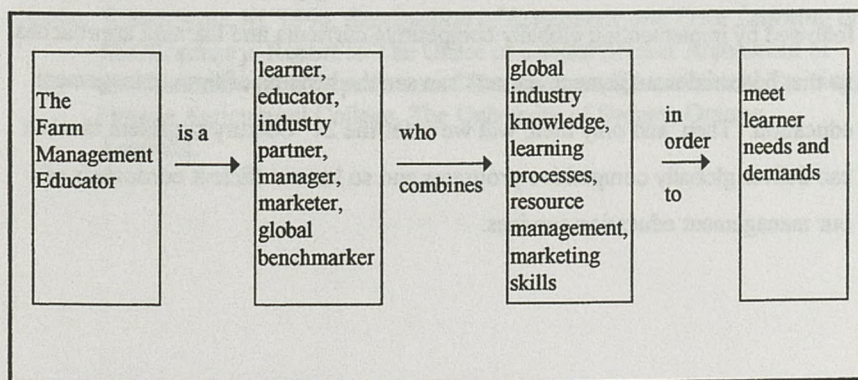 The
Farm
Management
Educator
is a
learner,
educator,
industry
partner,
manager,
marketer,
global
benchmarker
who
combines
global
industry
knowledge,
learning
processes,
resource
management,
marketing
skills
in
order
to
meet
learner
needs and
demands